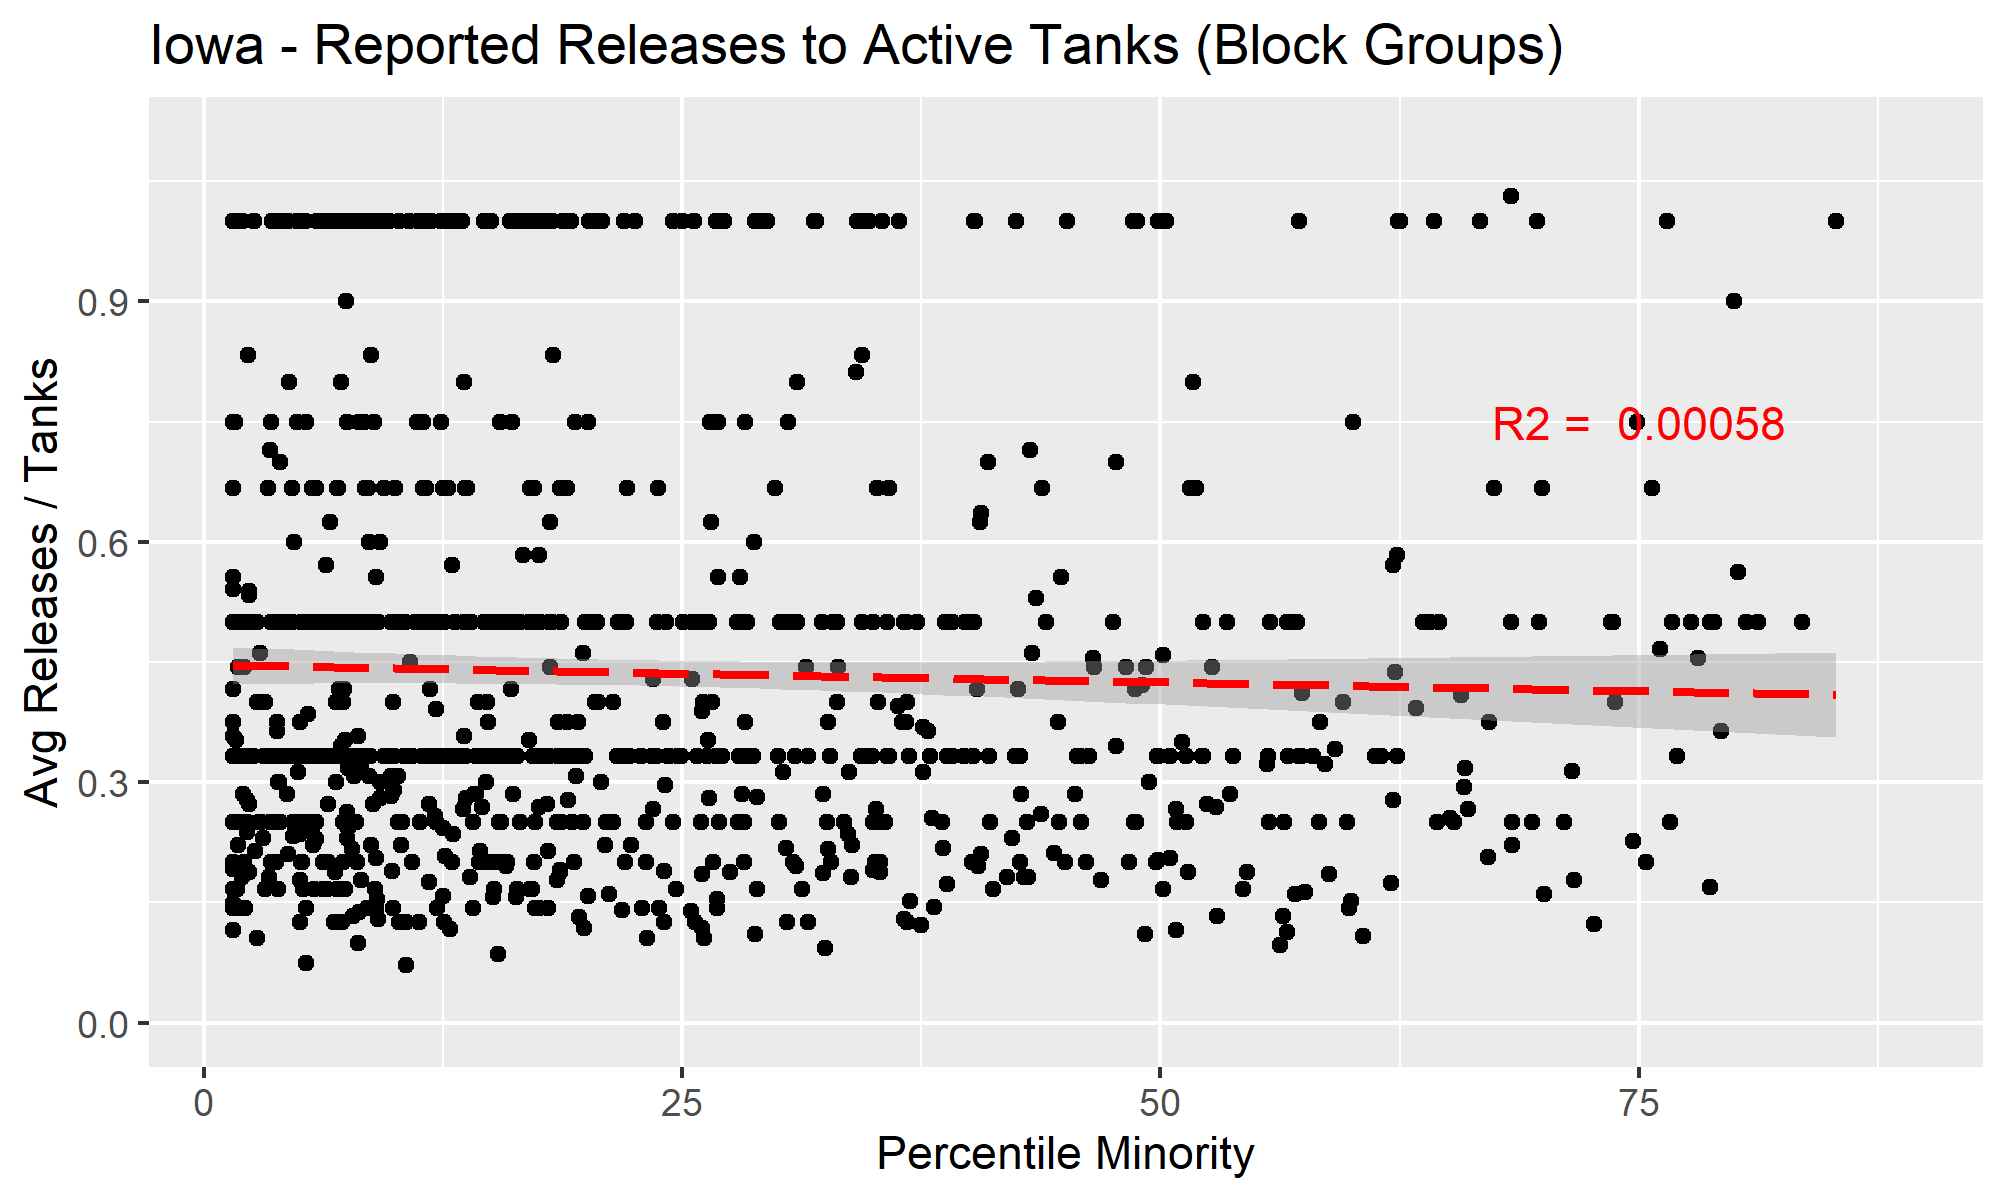 Iowa - Reported Releases to Active Tanks (Block Groups)
Avg Releases / Tanks
0.9
0.6
0.3
0.0
R2 =  0.00058
0 25 50 75
Percentile Minority